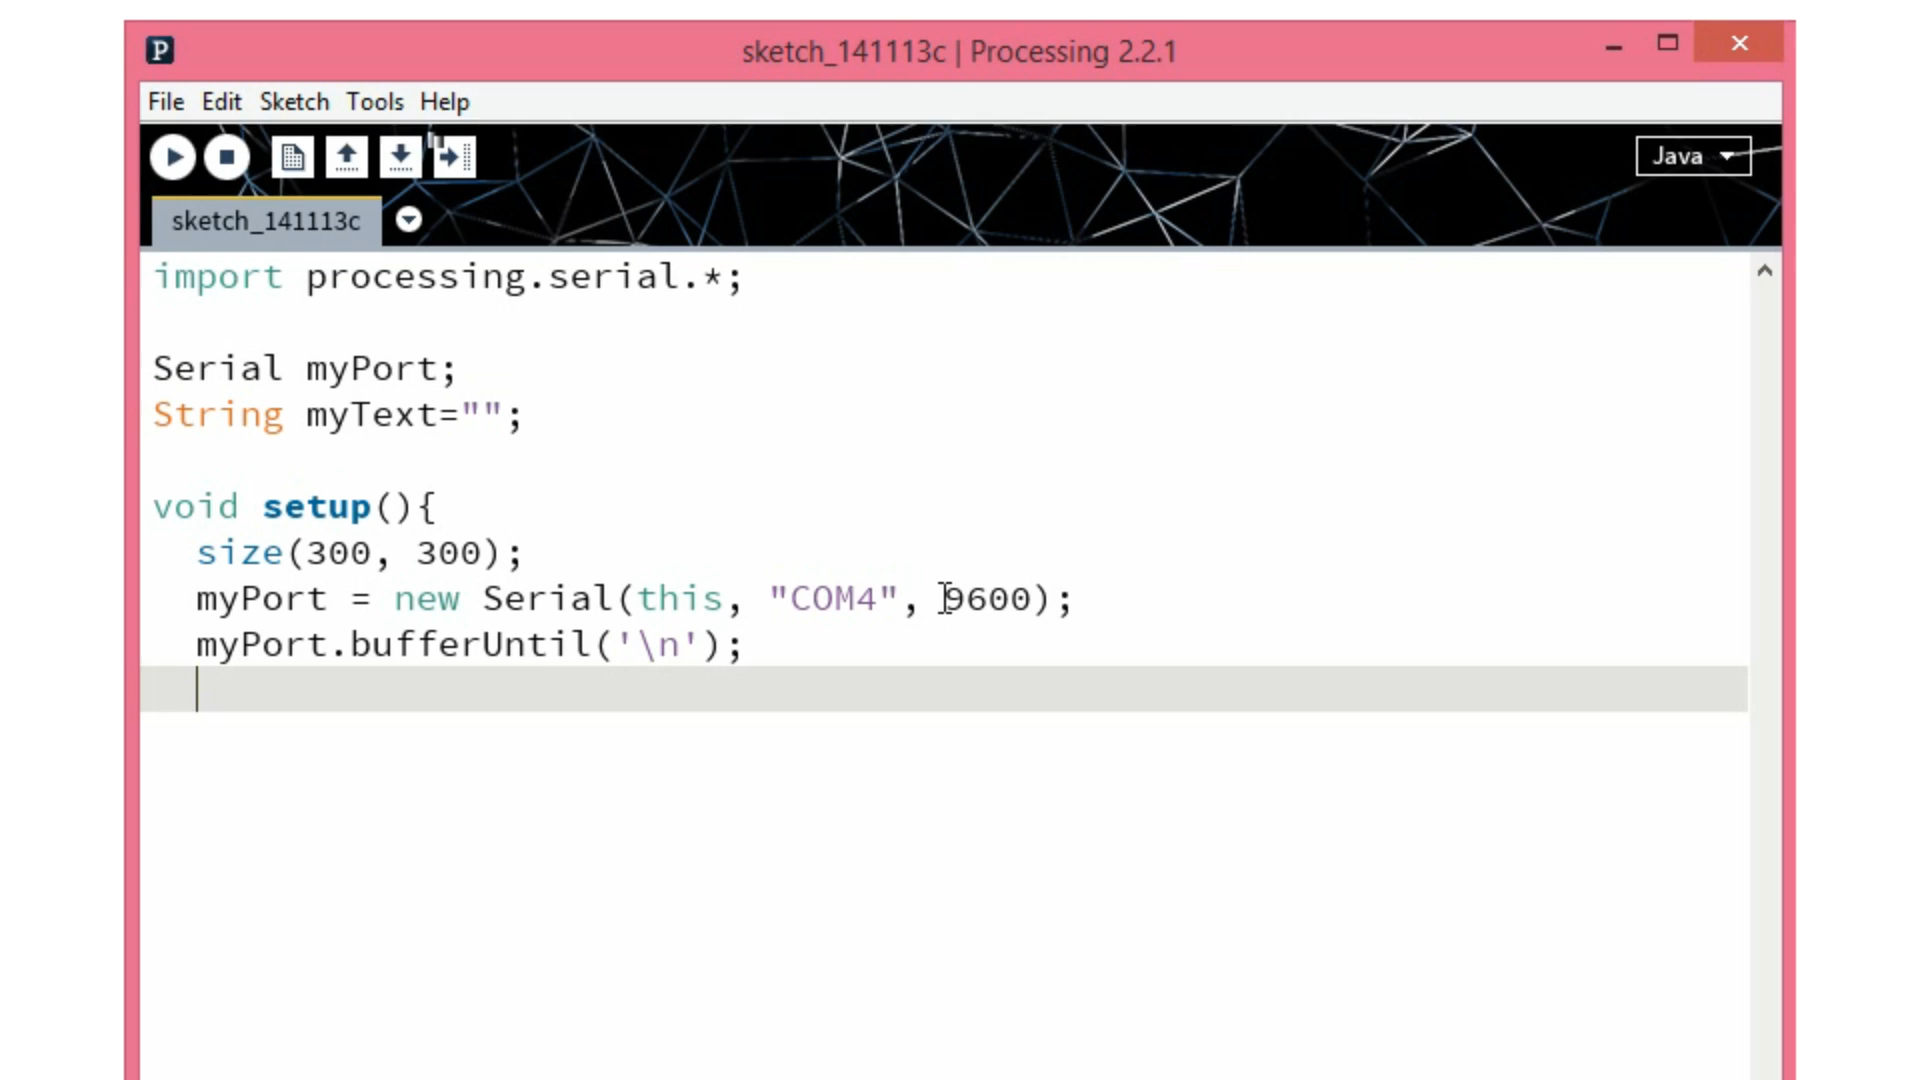 P
sketch_141113c | Processing 2.2.1
File Edit Sketch Tools Help
Java
sketch_141113c
import processing.serial.*;
Serial myPort;
String myText="";
void setup(){
size(300, 300);
myPort = new Serial(this, "COM4", 9600);
myPort.bufferUntil('\n');